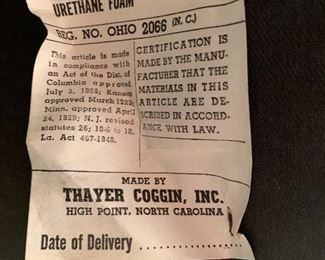 URETHANE FOAM
REG. NO. OHIO 2066 (N. C.)
This article is made
in compliance with
an Act of the Dist. of
Columbia approved
July 3, 1926; Kansas
approved March 1923;
Minn. approved April
24, 1929; N. J. revised
statutes 26; 10-6 to 18.
La. Act 467-1948.
CERTIFICATION IS
MADE BY THE MANU-
FACTURER THAT THE
MATERIALS IN THIS
ARTICLE ARE DE-
SCRIBED IN ACCORD-
ANCE WITH LAW.
MADE BY
THAYER COGGIN, INC.
HIGH POINT, NORTH CAROLINA
Date of Delivery ..................